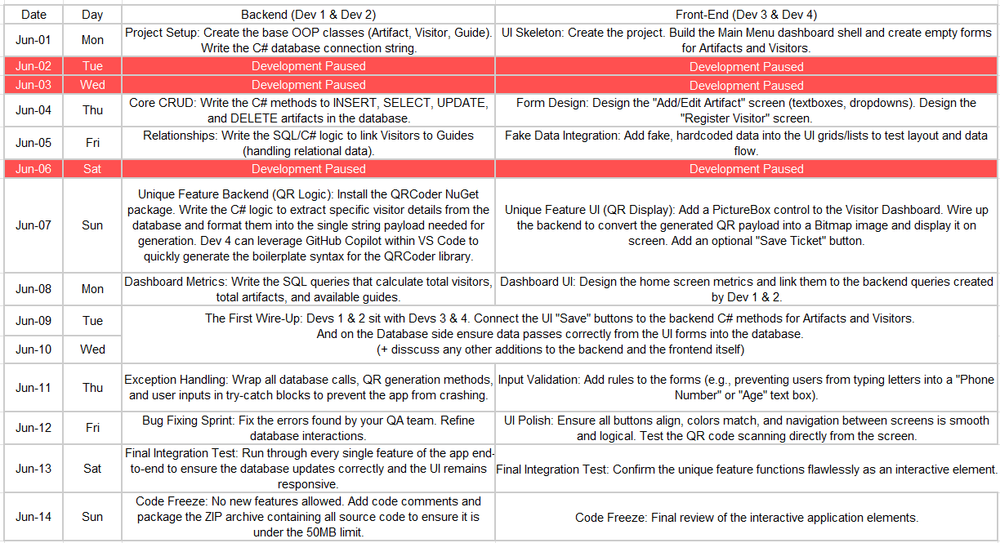 Date Day Backend (Dev 1 & Dev 2) Front-End (Dev 3 & Dev 4)
Jun-01 Mon
Project Setup: Create the base OOP classes (Artifact, Visitor, Guide).
Write the C# database connection string.
UI Skeleton: Create the project. Build the Main Menu dashboard shell and create empty forms
for Artifacts and Visitors.
Jun-02 Tue Development Paused Development Paused
Jun-03 Wed Development Paused Development Paused
Jun-04 Thu
Core CRUD: Write the C# methods to INSERT, SELECT, UPDATE,
and DELETE artifacts in the database.
Form Design: Design the "Add/Edit Artifact" screen (textboxes, dropdowns). Design the
"Register Visitor" screen.
Jun-05 Fri
Relationships: Write the SQL/C# logic to link Visitors to Guides
(handling relational data).
Fake Data Integration: Add fake, hardcoded data into the UI grids/lists to test layout and data
flow.
Jun-06 Sat Development Paused Development Paused
Jun-07 Sun
Unique Feature Backend (QR Logic): Install the QRCoder NuGet
package. Write the C# logic to extract specific visitor details from the
database and format them into the single string payload needed for
generation. Dev 4 can leverage GitHub Copilot within VS Code to
quickly generate the boilerplate syntax for the QRCoder library.
Unique Feature UI (QR Display): Add a PictureBox control to the Visitor Dashboard. Wire up
the backend to convert the generated QR payload into a Bitmap image and display it on
screen. Add an optional "Save Ticket" button.
Jun-08 Mon
Dashboard Metrics: Write the SQL queries that calculate total visitors,
total artifacts, and available guides.
Dashboard UI: Design the home screen metrics and link them to the backend queries created
by Dev 1 & 2.
Jun-09 Tue
Jun-10 Wed
The First Wire-Up: Devs 1 & 2 sit with Devs 3 & 4. Connect the UI "Save" buttons to the backend C# methods for Artifacts and Visitors.
And on the Database side ensure data passes correctly from the UI forms into the database.
(+ disscuss any other additions to the backend and the frontend itself)
Jun-11 Thu
Exception Handling: Wrap all database calls, QR generation methods,
and user inputs in try-catch blocks to prevent the app from crashing.
Input Validation: Add rules to the forms (e.g., preventing users from typing letters into a "Phone
Number" or "Age" text box).
Jun-12 Fri
Bug Fixing Sprint: Fix the errors found by your QA team. Refine
database interactions.
UI Polish: Ensure all buttons align, colors match, and navigation between screens is smooth
and logical. Test the QR code scanning directly from the screen.
Jun-13 Sat
Final Integration Test: Run through every single feature of the app end-
to-end to ensure the database updates correctly and the UI remains
responsive.
Final Integration Test: Confirm the unique feature functions flawlessly as an interactive element.
Jun-14 Sun
Code Freeze: No new features allowed. Add code comments and
package the ZIP archive containing all source code to ensure it is
under the 50MB limit.
Code Freeze: Final review of the interactive application elements.